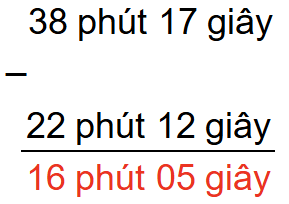 38 phút 17 giây
–
22 phút 12 giây
16 phút 05 giây